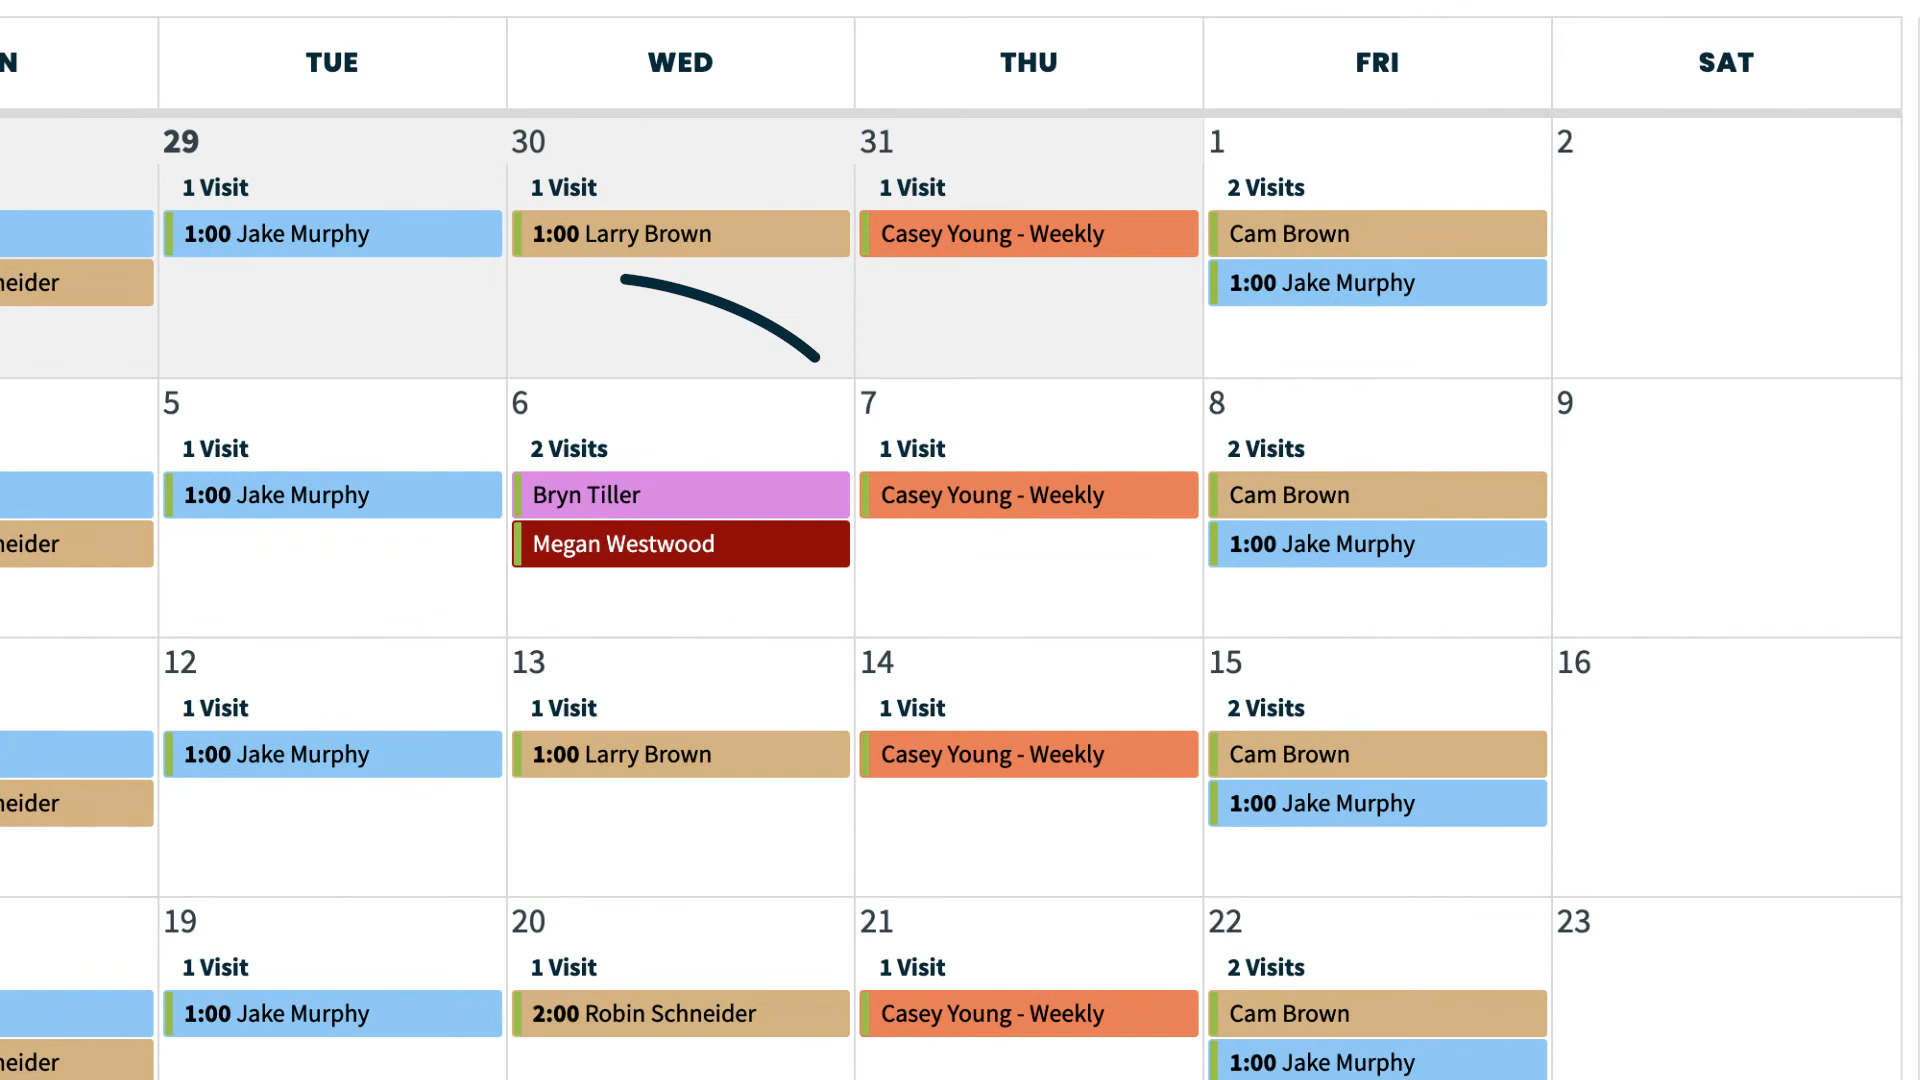 N TUE WED THU FRI SAT
29 30 31 1 2
1 Visit 1 Visit 1 Visit 2 Visits
1:00 Jake Murphy 1:00 Larry Brown Casey Young - Weekly Cam Brown
neider 1:00 Jake Murphy
5 6 7 8 9
1 Visit 2 Visits 1 Visit 2 Visits
1:00 Jake Murphy Bryn Tiller Casey Young - Weekly Cam Brown
neider Megan Westwood 1:00 Jake Murphy
12 13 14 15 16
1 Visit 1 Visit 1 Visit 2 Visits
1:00 Jake Murphy 1:00 Larry Brown Casey Young - Weekly Cam Brown
neider 1:00 Jake Murphy
19 20 21 22 23
1 Visit 1 Visit 1 Visit 2 Visits
1:00 Jake Murphy 2:00 Robin Schneider Casey Young - Weekly Cam Brown
neider 1:00 Jake Murphy